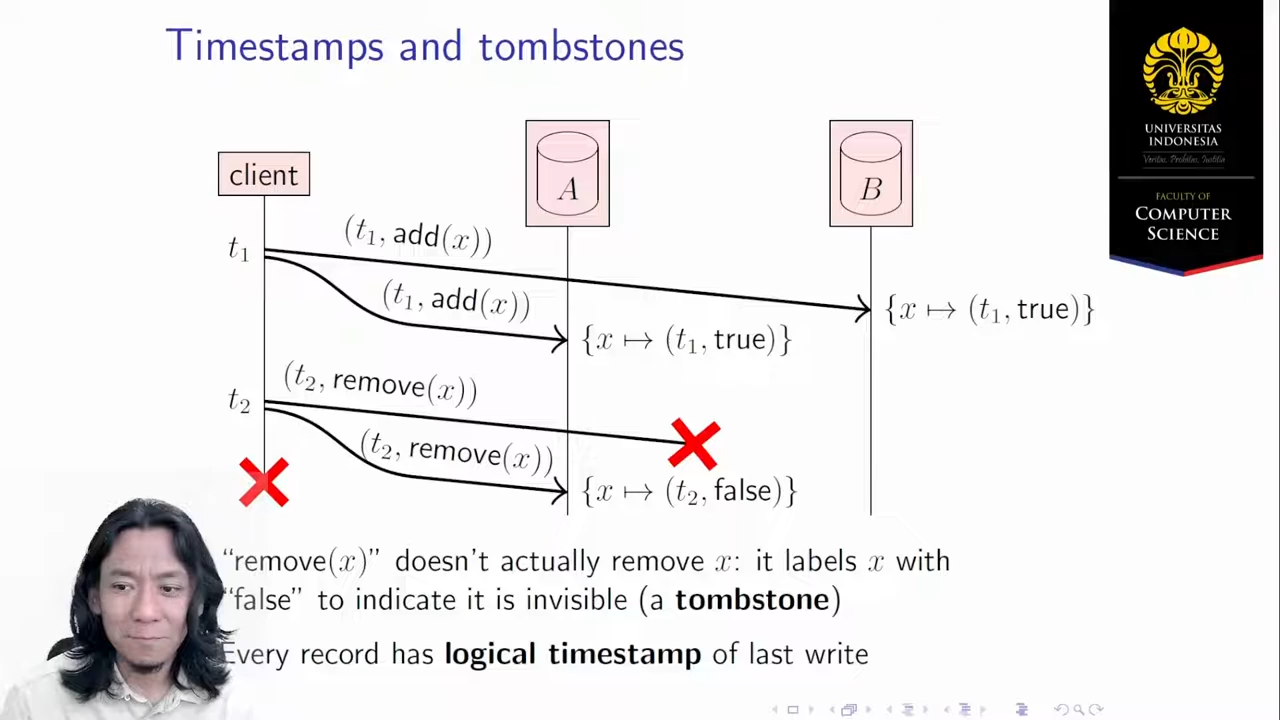 Timestamps and tombstones
UNIVERSITAS
INDONESIA
Veritas, Probitas, Iustitia
FACULTY OF
COMPUTER
SCIENCE
client
A
B
t₁
(t₁, add(x))
(t₁, add(x))
{x ↦ (t₁, true)}
{x ↦ (t₁, true)}
t₂
(t₂, remove(x))
(t₂, remove(x))
{x ↦ (t₂, false)}
“remove(x)” doesn’t actually remove x: it labels x with
“false” to indicate it is invisible (a tombstone)
Every record has logical timestamp of last write